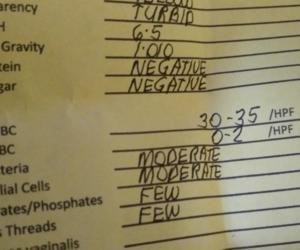 arency TURBID
H 6.5
Gravity 1.010
tein NEGATIVE
gar NEGATIVE
BC 30-35 /HPF
BC 0-2 /HPF
teria MODERATE
lial Cells MODERATE
rates/Phosphates FEW
s Threads FEW
vaginalis